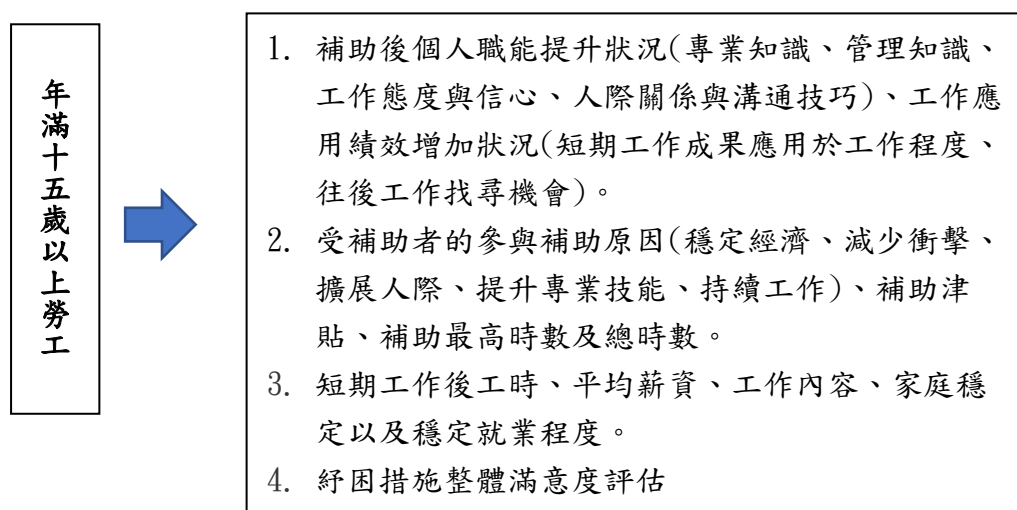 年滿十五歲以上勞工
1. 補助後個人職能提升狀況(專業知識、管理知識、
工作態度與信心、人際關係與溝通技巧)、工作應
用績效增加狀況(短期工作成果應用於工作程度、
往後工作找尋機會)。
2. 受補助者的參與補助原因(穩定經濟、減少衝擊、
擴展人際、提升專業技能、持續工作)、補助津
貼、補助最高時數及總時數。
3. 短期工作後工時、平均薪資、工作內容、家庭穩
定以及穩定就業程度。
4. 紓困措施整體滿意度評估